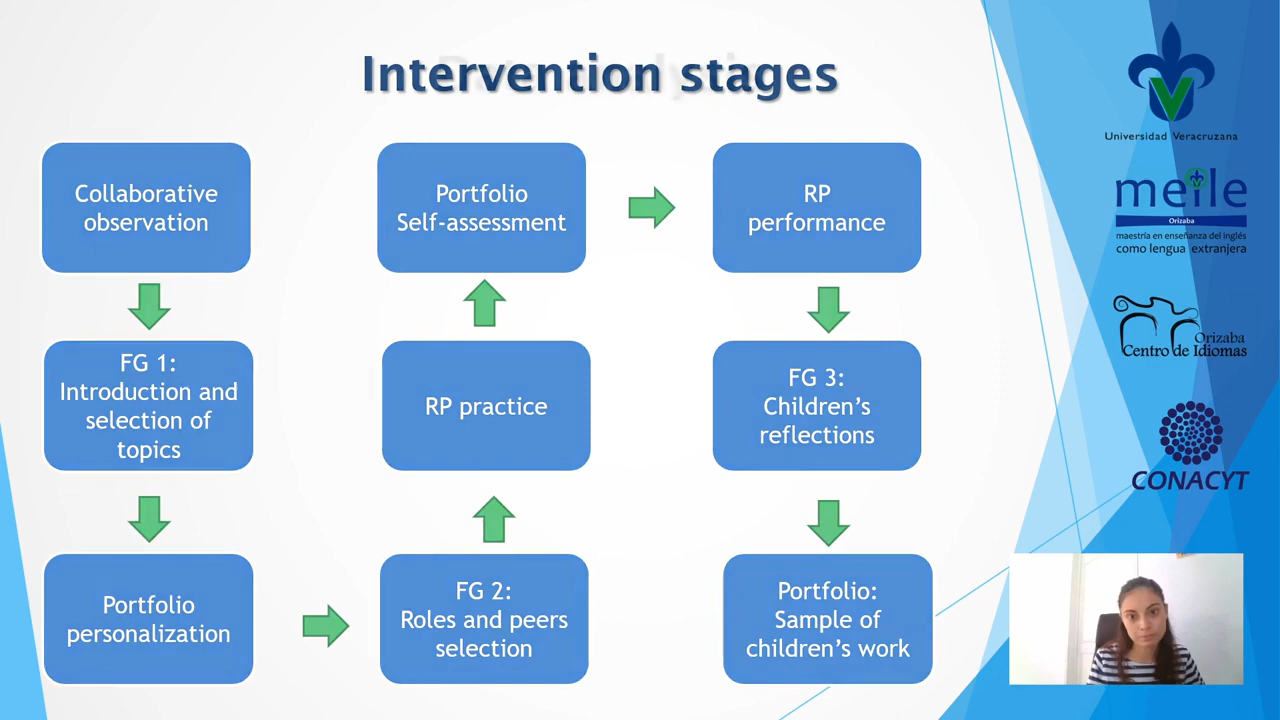 Intervention stages
Collaborative
observation
FG 1:
Introduction and
selection of
topics
Portfolio
personalization
FG 2:
Roles and peers
selection
RP practice
Portfolio
Self-assessment
RP
performance
FG 3:
Children's
reflections
Portfolio:
Sample of
children's work
Universidad Veracruzana
meile
Orizaba
maestría en enseñanza del inglés
como lengua extranjera
Orizaba
Centro de Idiomas
CONACYT